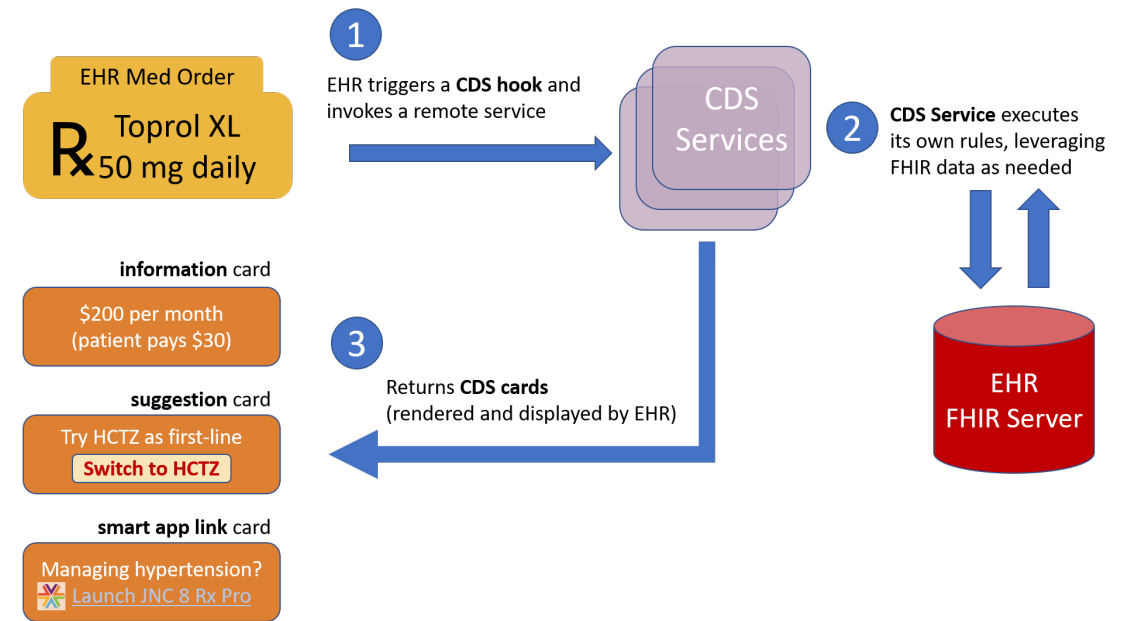 EHR Med Order
Rx Toprol XL
50 mg daily
1
EHR triggers a CDS hook and
invokes a remote service
CDS
Services
2
CDS Service executes
its own rules, leveraging
FHIR data as needed
EHR
FHIR Server
3
Returns CDS cards
(rendered and displayed by EHR)
information card
$200 per month
(patient pays $30)
suggestion card
Try HCTZ as first-line
Switch to HCTZ
smart app link card
Managing hypertension?
Launch JNC 8 Rx Pro